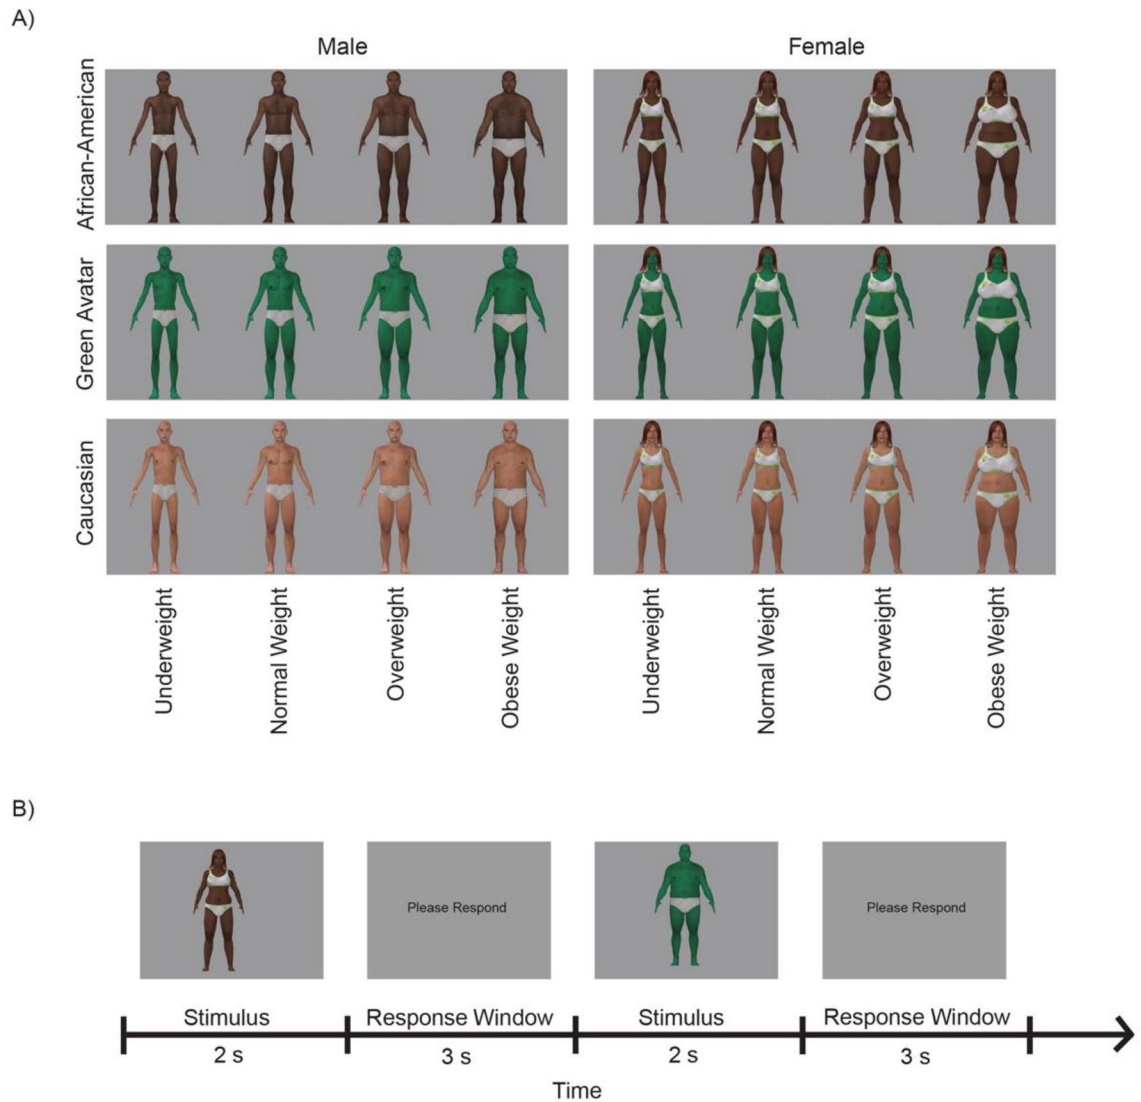 A)
Male
Female
African-American
Green Avatar
Caucasian
Underweight
Normal Weight
Overweight
Obese Weight
Underweight
Normal Weight
Overweight
Obese Weight
B)
Please Respond
Please Respond
Stimulus
Response Window
Stimulus
Response Window
2 s
3 s
2 s
3 s
Time